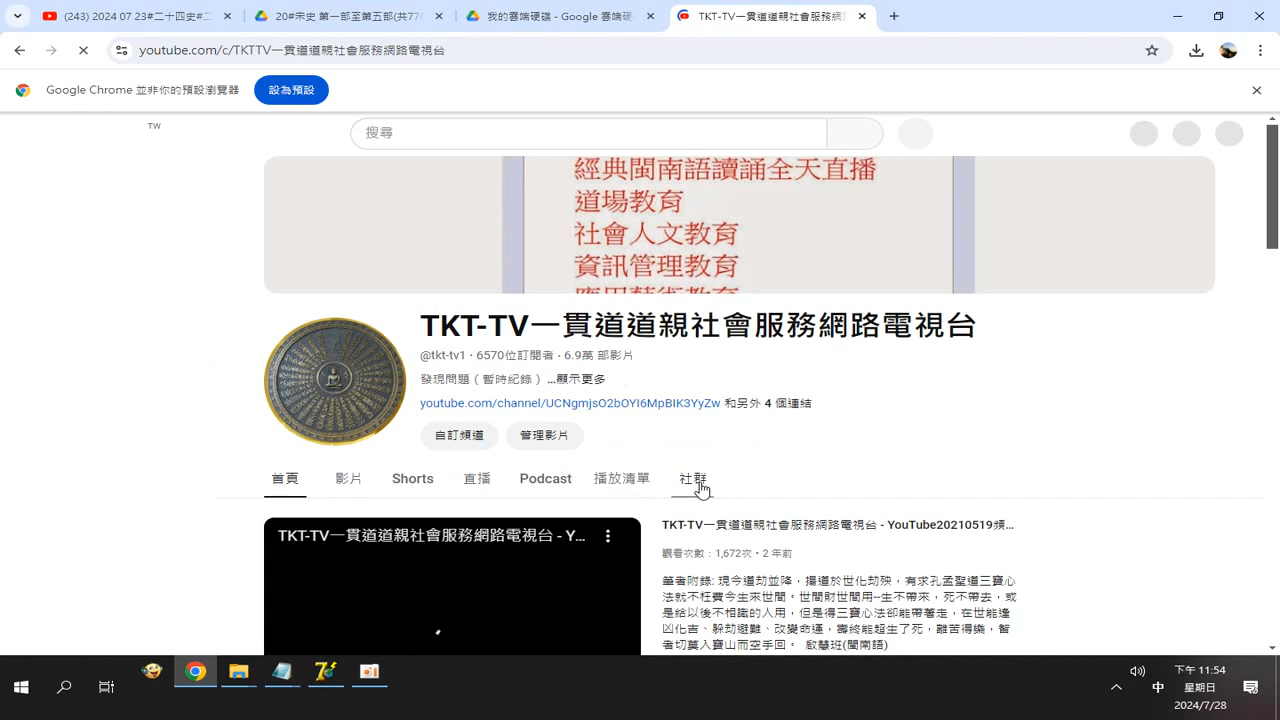 (243) 2024 07 23#二十四史#二
20#宋史 第一部至第五部(共77
我的雲端硬碟 - Google 雲端硬
TKT-TV一貫道道親社會服務網
youtube.com/c/TKTTV一貫道道親社會服務網路電視台
Google Chrome 並非你的預設瀏覽器
設為預設
TW
搜尋
經典閩南語讀誦全天直播
道場教育
社會人文教育
資訊管理教育
應用藝術教育
TKT-TV一貫道道親社會服務網路電視台
@tkt-tv1 · 6570位訂閱者 · 6.9萬 部影片
發現問題（暫時紀錄） ...顯示更多
youtube.com/channel/UCNgmjsO2bOYI6MpBIK3YyZw 和另外 4 個連結
自訂頻道
管理影片
首頁
影片
Shorts
直播
Podcast
播放清單
社群
TKT-TV一貫道道親社會服務網路電視台 - Y...
TKT-TV一貫道道親社會服務網路電視台 - YouTube20210519頻...
觀看次數：1,672次 • 2 年前
筆者附錄: 現今道劫並降，揚道於世化劫殃，有求孔孟聖道三寶心
法就不枉費今生來世間。世間財世間用--生不帶來，死不帶去，或
是給以後不相識的人用，但是得三寶心法卻能帶著走，在世能逢
凶化吉、躲劫避難、改變命運，壽終能超生了死，離苦得樂，智
者切莫入寶山而空手回。 啟慧班(閩南語)
下午 11:54
中
星期日
2024/7/28